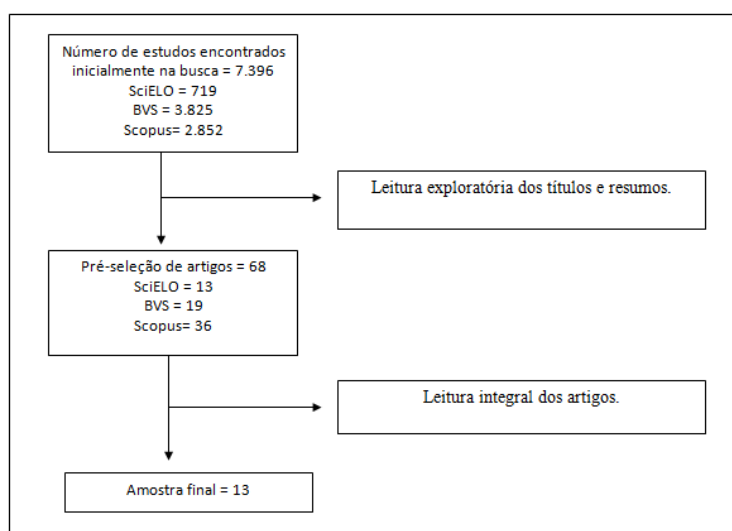 Número de estudos encontrados
inicialmente na busca = 7.396
SciELO = 719
BVS = 3.825
Scopus= 2.852
Leitura exploratória dos títulos e resumos.
Pré-seleção de artigos = 68
SciELO = 13
BVS = 19
Scopus= 36
Leitura integral dos artigos.
Amostra final = 13